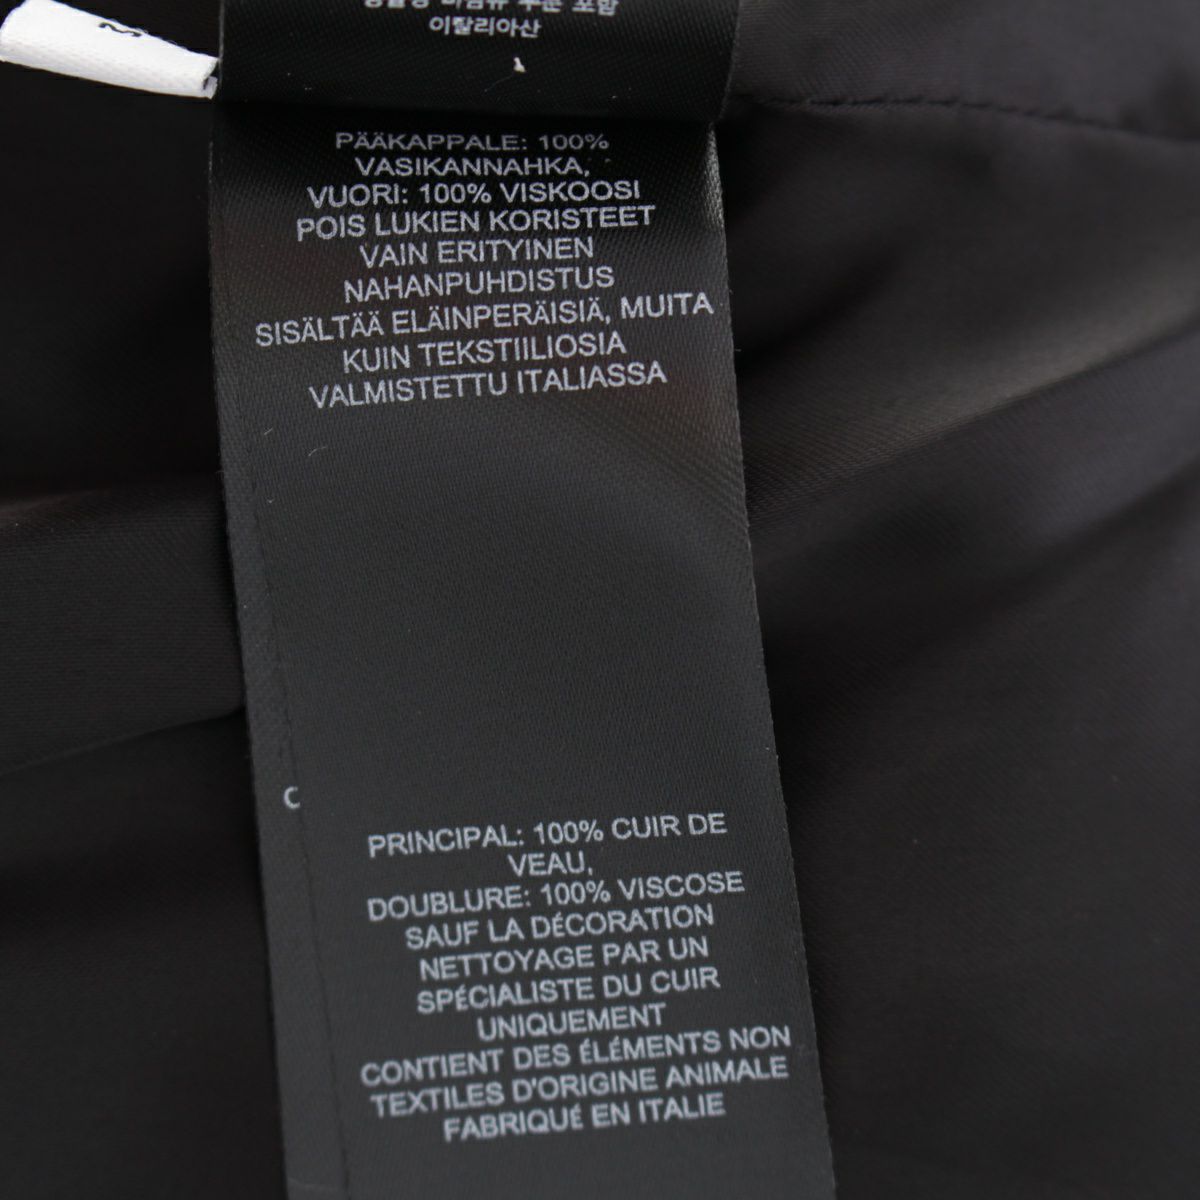 이탈리아산
PÄÄKAPPALE: 100%
VASIKANNAHKA,
VUORI: 100% VISKOOSI
POIS LUKIEN KORISTEET
VAIN ERITYINEN
NAHANPUHDISTUS
SISÄLTÄÄ ELÄINPERÄISIÄ, MUITA
KUIN TEKSTIILIOSIA
VALMISTETTU ITALIASSA
C
PRINCIPAL: 100% CUIR DE
VEAU,
DOUBLURE: 100% VISCOSE
SAUF LA DÉCORATION
NETTOYAGE PAR UN
SPÉCIALISTE DU CUIR
UNIQUEMENT
CONTIENT DES ÉLÉMENTS NON
TEXTILES D'ORIGINE ANIMALE
FABRIQUÉ EN ITALIE